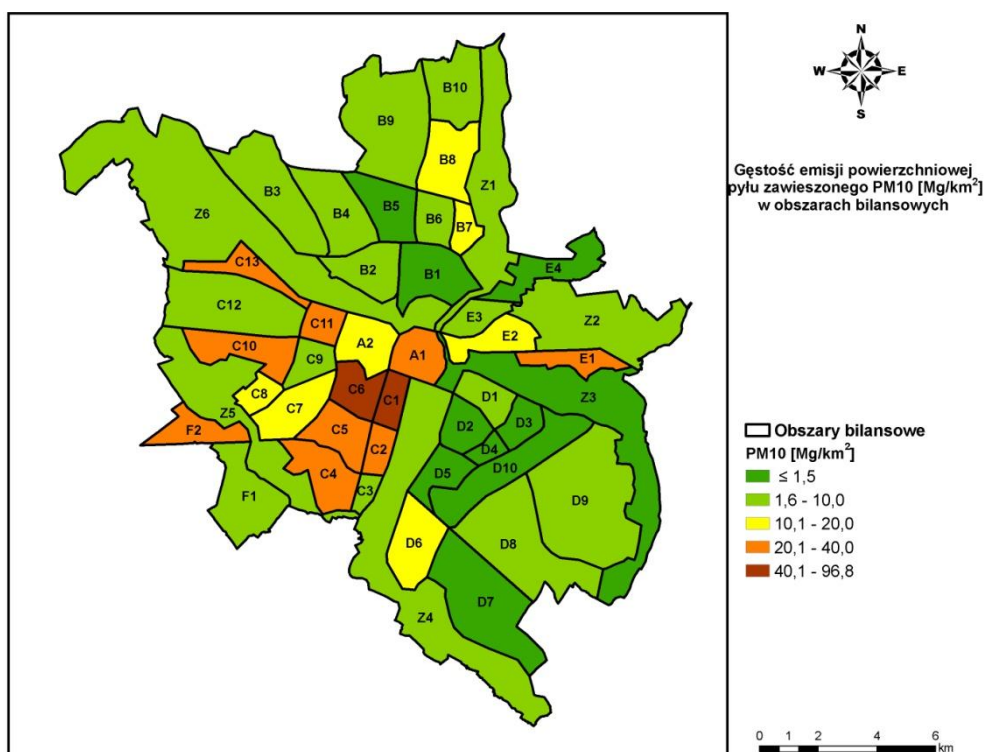 N
W E
S
Gęstość emisji powierzchniowej
pyłu zawieszonego PM10 [Mg/km²]
w obszarach bilansowych
B10
B9
B8
Z1
B3
B4
B5
B6
B7
Z6
B2
B1
E4
C13
C12
C11
A2
A1
E3
E2
Z2
C10
C9
E1
C8
C7
C6
C1
D1
Z3
Z5
F2
C5
C2
D2
D3
D4
C4
C3
D5
D10
F1
D6
D8
D9
D7
Z4
Obszary bilansowe
PM10 [Mg/km²]
≤ 1,5
1,6 - 10,0
10,1 - 20,0
20,1 - 40,0
40,1 - 96,8
0 1 2 4 6
km